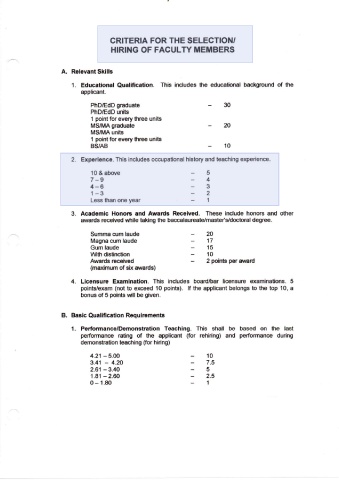 CRITERIA FOR THE SELECTION/
HIRING OF FACULTY MEMBERS
A. Relevant Skills
1. Educational Qualification. This includes the educational background of the
applicant.
PhD/EdD graduate – 30
PhD/EdD units
1 point for every three units
MS/MA graduate – 20
MS/MA units
1 point for every three units
BS/AB – 10
2. Experience. This includes occupational history and teaching experience.
10 & above – 5
7 – 9 – 4
4 – 6 – 3
1 – 3 – 2
Less than one year – 1
3. Academic Honors and Awards Received. These include honors and other
awards received while taking the baccalaureate/master's/doctoral degree.
Summa cum laude – 20
Magna cum laude – 17
Cum laude – 15
With distinction – 10
Awards received – 2 points per award
(maximum of six awards)
4. Licensure Examination. This includes board/bar licensure examinations. 5
points/exam (not to exceed 10 points). If the applicant belongs to the top 10, a
bonus of 5 points will be given.
B. Basic Qualification Requirements
1. Performance/Demonstration Teaching. This shall be based on the last
performance rating of the applicant (for rehiring) and performance during
demonstration teaching (for hiring)
4.21 – 5.00 – 10
3.41 – 4.20 – 7.5
2.61 – 3.40 – 5
1.81 – 2.60 – 2.5
0 – 1.80 – 1